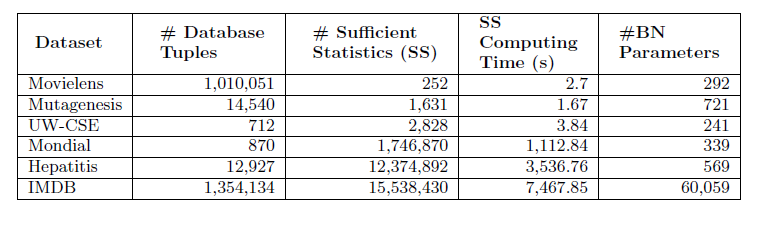 Dataset # Database Tuples # Sufficient Statistics (SS) SS Computing Time (s) #BN Parameters
Movielens 1,010,051 252 2.7 292
Mutagenesis 14,540 1,631 1.67 721
UW-CSE 712 2,828 3.84 241
Mondial 870 1,746,870 1,112.84 339
Hepatitis 12,927 12,374,892 3,536.76 569
IMDB 1,354,134 15,538,430 7,467.85 60,059